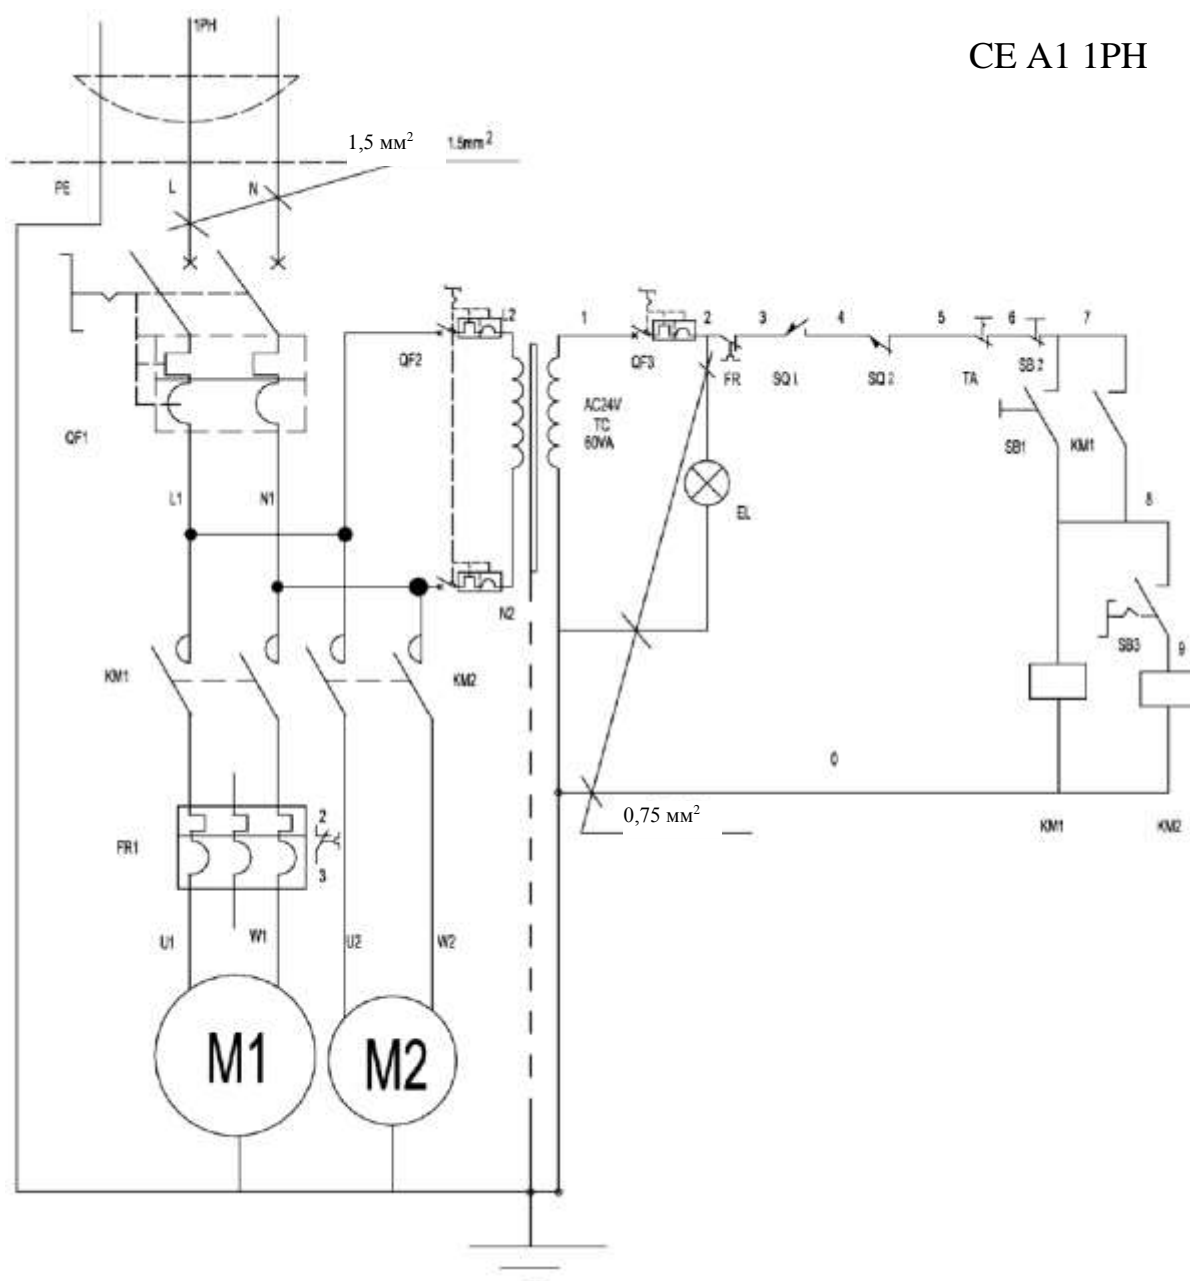 1PH
CE A1 1PH
1,5 мм²
1.5mm²
PE
L
N
L2
1
2
3
4
5
6
7
QF2
QF3
FR
SQ1
SQ2
TA
SB2
AC24V
TC
60VA
QF1
SB1
KM1
L1
N1
EL
8
N2
KM1
KM2
SB3
9
0
0,75 мм²
2
FR1
3
KM1
KM2
U1
W1
U2
W2
M1
M2